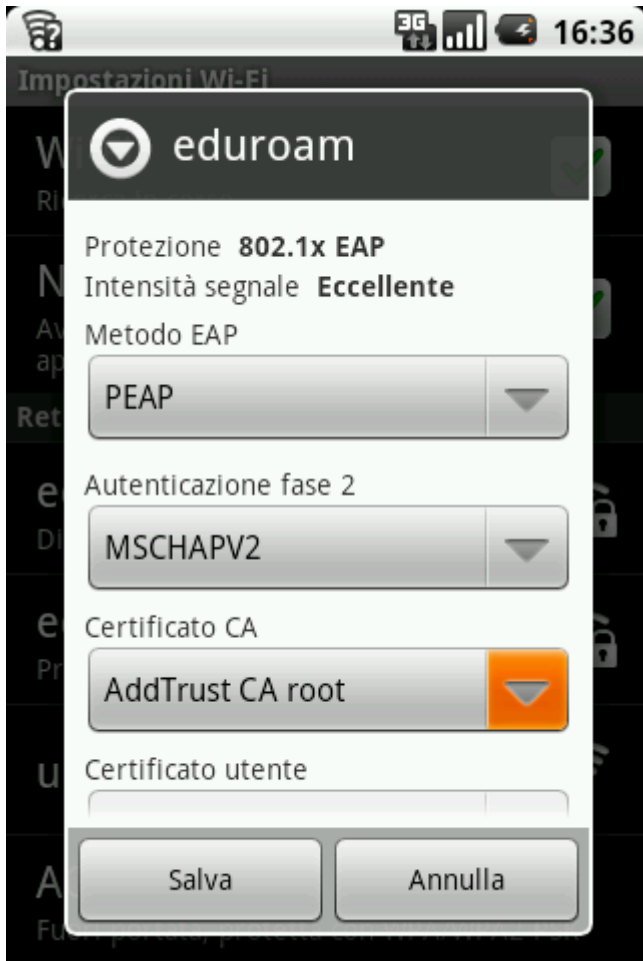 3G 16:36
Impostazioni Wi-Fi
eduroam
Protezione 802.1x EAP
Intensità segnale Eccellente
Metodo EAP
PEAP
Autenticazione fase 2
MSCHAPV2
Certificato CA
AddTrust CA root
Certificato utente
Salva Annulla